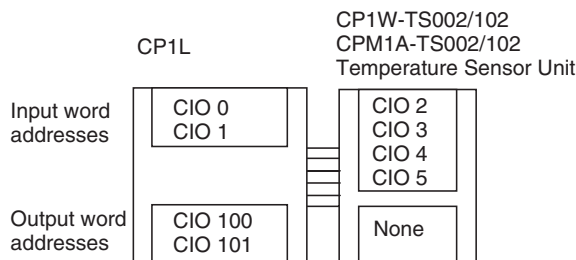 CP1L
CP1W-TS002/102
CPM1A-TS002/102
Temperature Sensor Unit
Input word
addresses
CIO 0
CIO 1
CIO 2
CIO 3
CIO 4
CIO 5
Output word
addresses
CIO 100
CIO 101
None